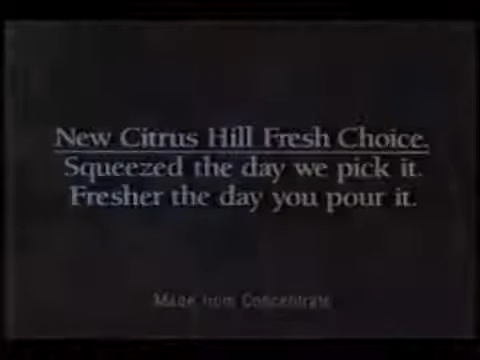 New Citrus Hill Fresh Choice.
Squeezed the day we pick it.
Fresher the day you pour it.
Made from Concentrate